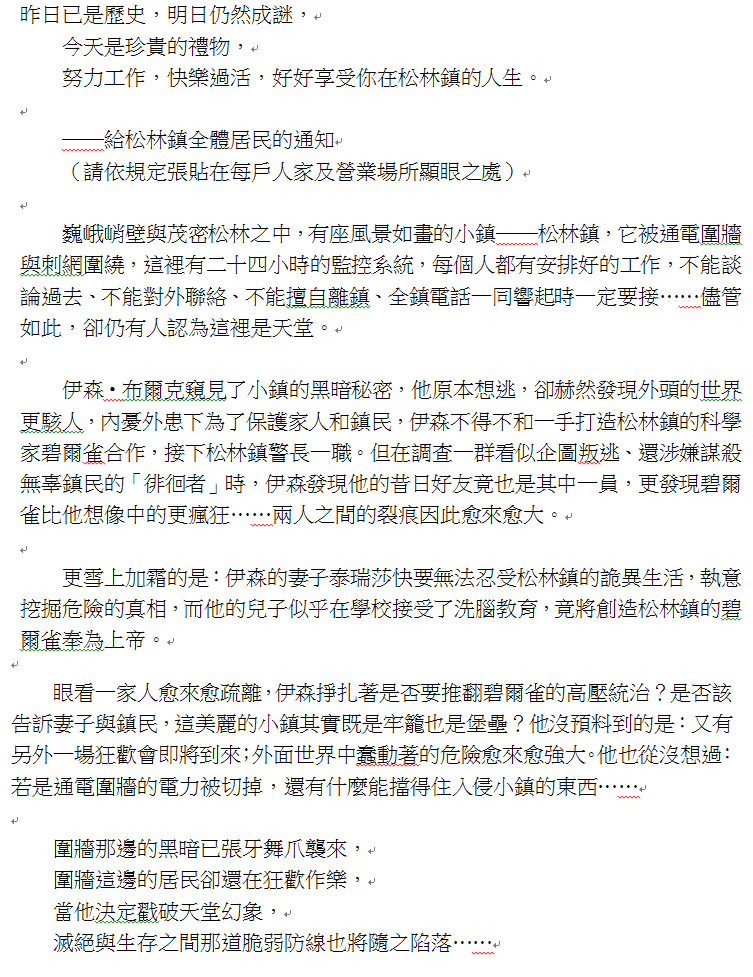 昨日已是歷史，明日仍然成謎，
今天是珍貴的禮物，
努力工作，快樂過活，好好享受你在松林鎮的人生。
——給松林鎮全體居民的通知
（請依規定張貼在每戶人家及營業場所顯眼之處）
巍峨峭壁與茂密松林之中，有座風景如畫的小鎮——松林鎮，它被通電圍牆
與刺網圍繞，這裡有二十四小時的監控系統，每個人都有安排好的工作，不能談
論過去、不能對外聯絡、不能擅自離鎮、全鎮電話一同響起時一定要接……儘管
如此，卻仍有人認為這裡是天堂。
伊森‧布爾克窺見了小鎮的黑暗秘密，他原本想逃，卻赫然發現外頭的世界
更駭人，內憂外患下為了保護家人和鎮民，伊森不得不和一手打造松林鎮的科學
家碧爾雀合作，接下松林鎮警長一職。但在調查一群看似企圖叛逃、還涉嫌謀殺
無辜鎮民的「徘徊者」時，伊森發現他的昔日好友竟也是其中一員，更發現碧爾
雀比他想像中的更瘋狂……兩人之間的裂痕因此愈來愈大。
更雪上加霜的是：伊森的妻子泰瑞莎快要無法忍受松林鎮的詭異生活，執意
挖掘危險的真相，而他的兒子似乎在學校接受了洗腦教育，竟將創造松林鎮的碧
爾雀奉為上帝。
眼看一家人愈來愈疏離，伊森掙扎著是否要推翻碧爾雀的高壓統治？是否該
告訴妻子與鎮民，這美麗的小鎮其實既是牢籠也是堡壘？他沒預料到的是：又有
另外一場狂歡會即將到來；外面世界中蠢動著的危險愈來愈強大。他也從沒想過：
若是通電圍牆的電力被切掉，還有什麼能擋得住入侵小鎮的東西……
圍牆那邊的黑暗已張牙舞爪襲來，
圍牆這邊的居民卻還在狂歡作樂，
當他決定戳破天堂幻象，
滅絕與生存之間那道脆弱防線也將隨之陷落……